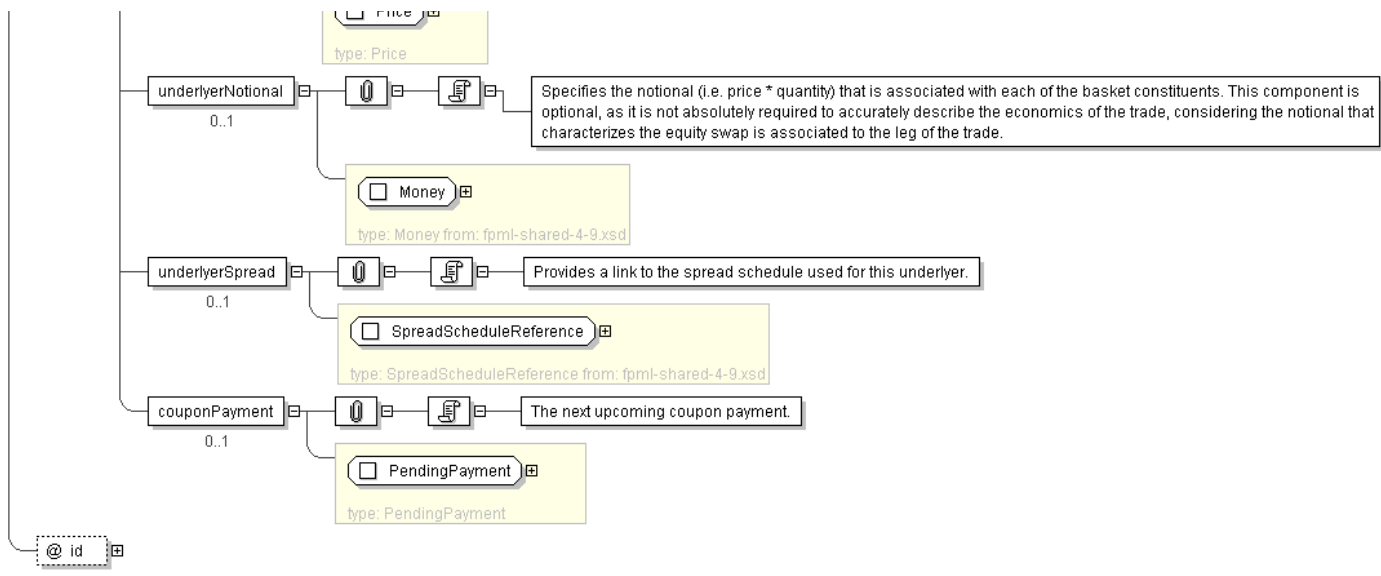 Price
type: Price
underlyerNotional
0..1
Specifies the notional (i.e. price * quantity) that is associated with each of the basket constituents. This component is
optional, as it is not absolutely required to accurately describe the economics of the trade, considering the notional that
characterizes the equity swap is associated to the leg of the trade.
Money
type: Money from: fpml-shared-4-9.xsd
underlyerSpread
0..1
Provides a link to the spread schedule used for this underlyer.
SpreadScheduleReference
type: SpreadScheduleReference from: fpml-shared-4-9.xsd
couponPayment
0..1
The next upcoming coupon payment.
PendingPayment
type: PendingPayment
@ id